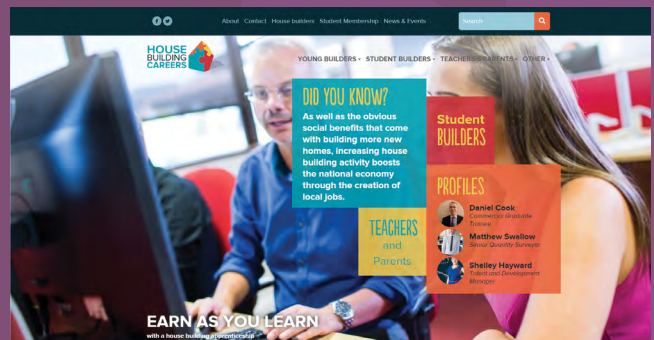 About Contact House builders Student Membership News & Events
Search
HOUSE
BUILDING
CAREERS
YOUNG BUILDERS STUDENT BUILDERS TEACHERS PARENTS OTHER
DID YOU KNOW?
As well as the obvious
social benefits that come
with building more new
homes, increasing house
building activity boosts
the national economy
through the creation of
local jobs.
Student
BUILDERS
TEACHERS
and
Parents
PROFILES
Daniel Cook
Commercial Graduate
Trainee
Matthew Swallow
Senior Quantity Surveyor
Shelley Hayward
Talent and Development
Manager
EARN AS YOU LEARN
with a house building apprenticeship